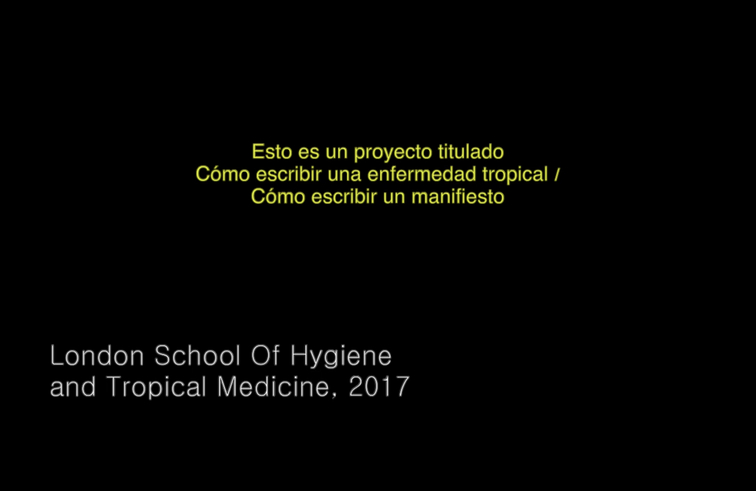 Esto es un proyecto titulado
Cómo escribir una enfermedad tropical /
Cómo escribir un manifiesto
London School Of Hygiene
and Tropical Medicine, 2017